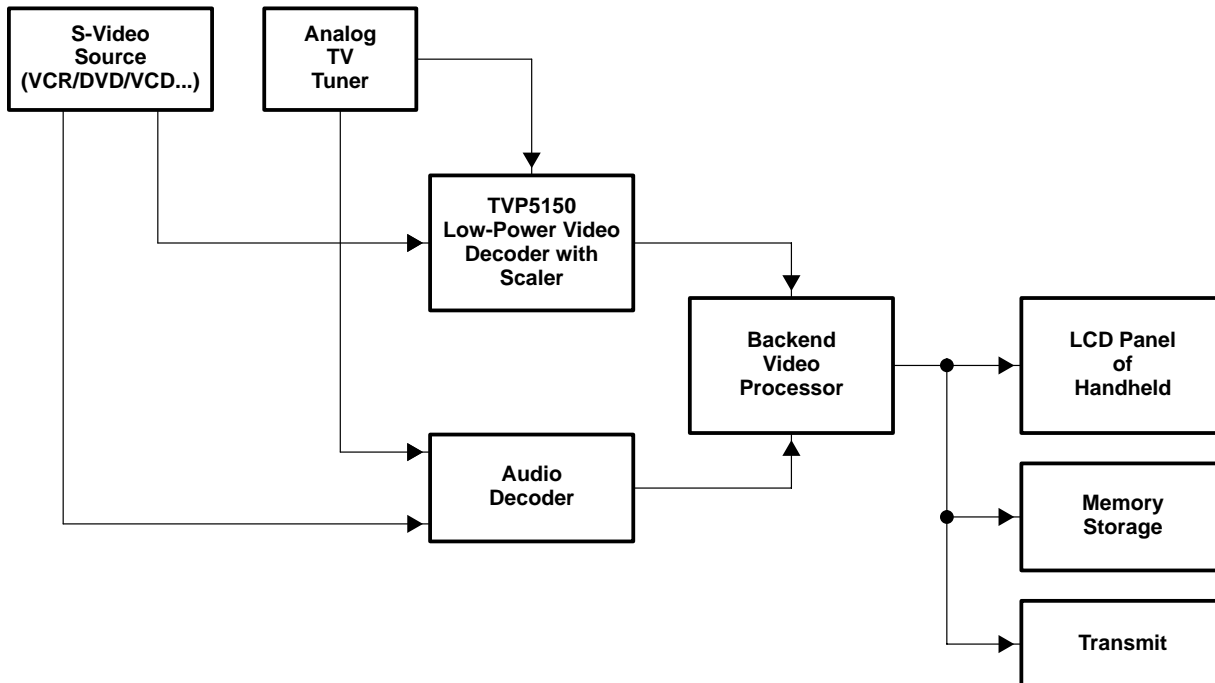 S-Video
Source
(VCR/DVD/VCD...)
Analog
TV
Tuner
TVP5150
Low-Power Video
Decoder with
Scaler
Backend
Video
Processor
LCD Panel
of
Handheld
Audio
Decoder
Memory
Storage
Transmit